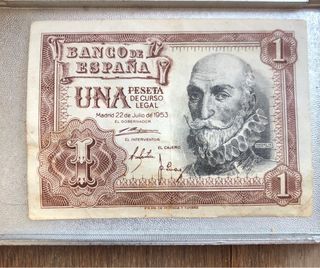 BANCO DE
ESPAÑA
1
UNA PESETA
DE CURSO
LEGAL
Madrid 22 de Julio de 1953
EL GOBERNADOR
EL INTERVENTOR
EL CAJERO
1
1